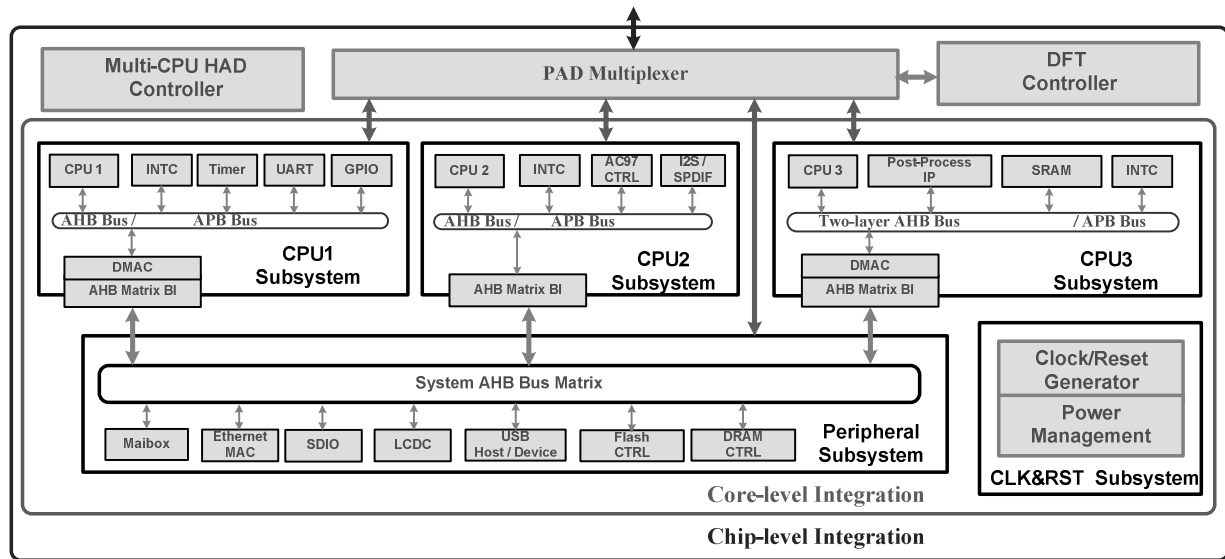 Multi-CPU HAD
Controller
PAD Multiplexer
DFT
Controller
CPU 1
INTC
Timer
UART
GPIO
AHB Bus / APB Bus
CPU1
Subsystem
DMAC
AHB Matrix BI
CPU 2
INTC
AC97
CTRL
I2S /
SPDIF
AHB Bus / APB Bus
CPU2
Subsystem
AHB Matrix BI
CPU 3
Post-Process
IP
SRAM
INTC
Two-layer AHB Bus / APB Bus
CPU3
Subsystem
DMAC
AHB Matrix BI
System AHB Bus Matrix
Maibox
Ethernet
MAC
SDIO
LCDC
USB
Host / Device
Flash
CTRL
DRAM
CTRL
Peripheral
Subsystem
Clock/Reset
Generator
Power
Management
CLK&RST Subsystem
Core-level Integration
Chip-level Integration